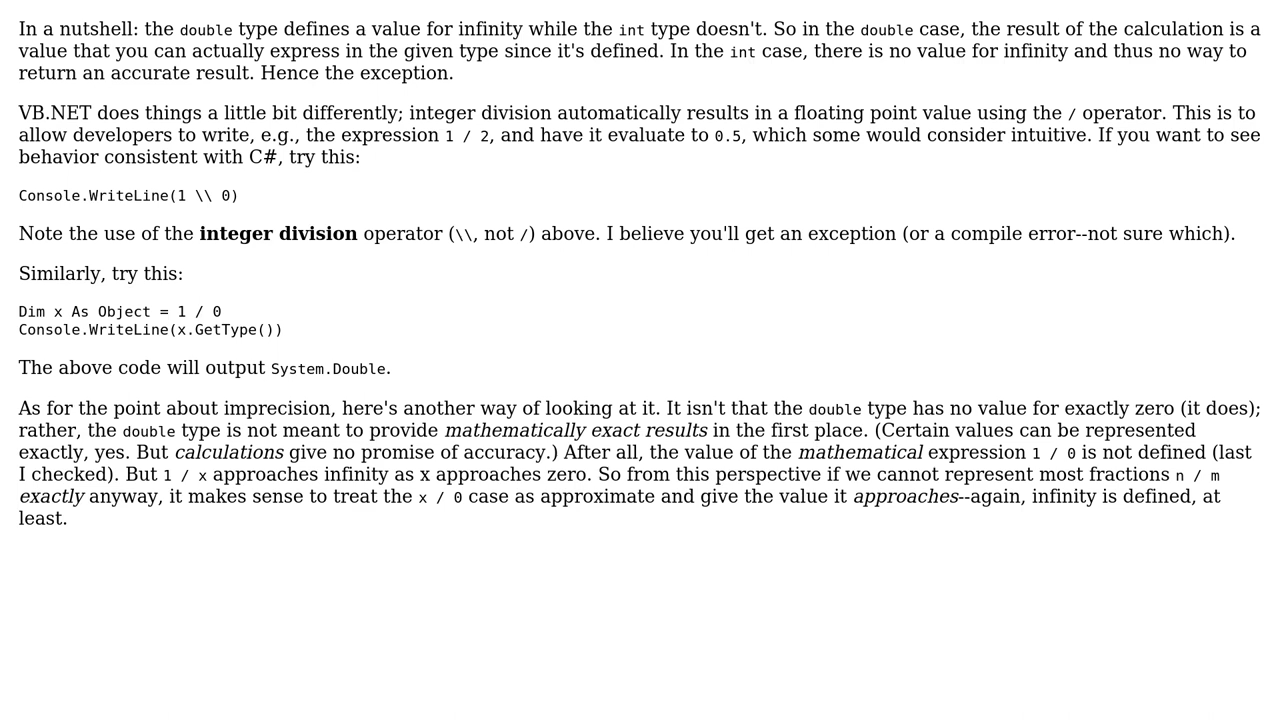 In a nutshell: the double type defines a value for infinity while the int type doesn't. So in the double case, the result of the calculation is a
value that you can actually express in the given type since it's defined. In the int case, there is no value for infinity and thus no way to
return an accurate result. Hence the exception.
VB.NET does things a little bit differently; integer division automatically results in a floating point value using the / operator. This is to
allow developers to write, e.g., the expression 1 / 2, and have it evaluate to 0.5, which some would consider intuitive. If you want to see
behavior consistent with C#, try this:
Console.WriteLine(1 \\ 0)
Note the use of the integer division operator (\\, not /) above. I believe you'll get an exception (or a compile error--not sure which).
Similarly, try this:
Dim x As Object = 1 / 0
Console.WriteLine(x.GetType())
The above code will output System.Double.
As for the point about imprecision, here's another way of looking at it. It isn't that the double type has no value for exactly zero (it does);
rather, the double type is not meant to provide mathematically exact results in the first place. (Certain values can be represented
exactly, yes. But calculations give no promise of accuracy.) After all, the value of the mathematical expression 1 / 0 is not defined (last
I checked). But 1 / x approaches infinity as x approaches zero. So from this perspective if we cannot represent most fractions n / m
exactly anyway, it makes sense to treat the x / 0 case as approximate and give the value it approaches--again, infinity is defined, at
least.